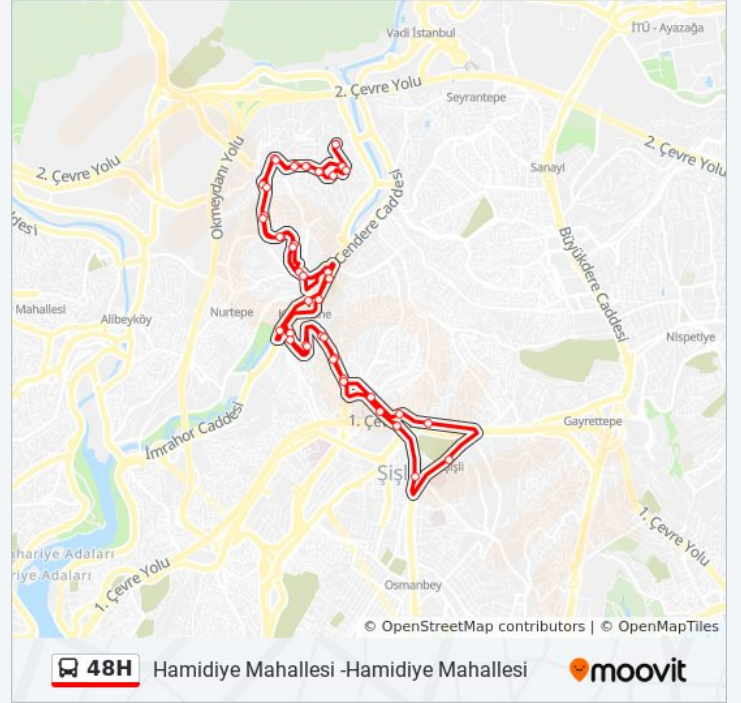 Vadi İstanbul
İTÜ - Ayazağa
2. Çevre Yolu
Seyrantepe
2. Çevre Yolu
2. Çevre Yolu
Sanayi
Okmeydanı Yolu
Cendere Caddesi
Büyükdere Caddesi
Mahallesi
Alibeyköy
Nurtepe
Nispetiye
İmrahor Caddesi
Gayrettepe
Şişli
1. Çevre Yolu
1. Çevre Yolu
Osmanbey
© OpenStreetMap contributors | © OpenMapTiles
48H Hamidiye Mahallesi -Hamidiye Mahallesi moovit